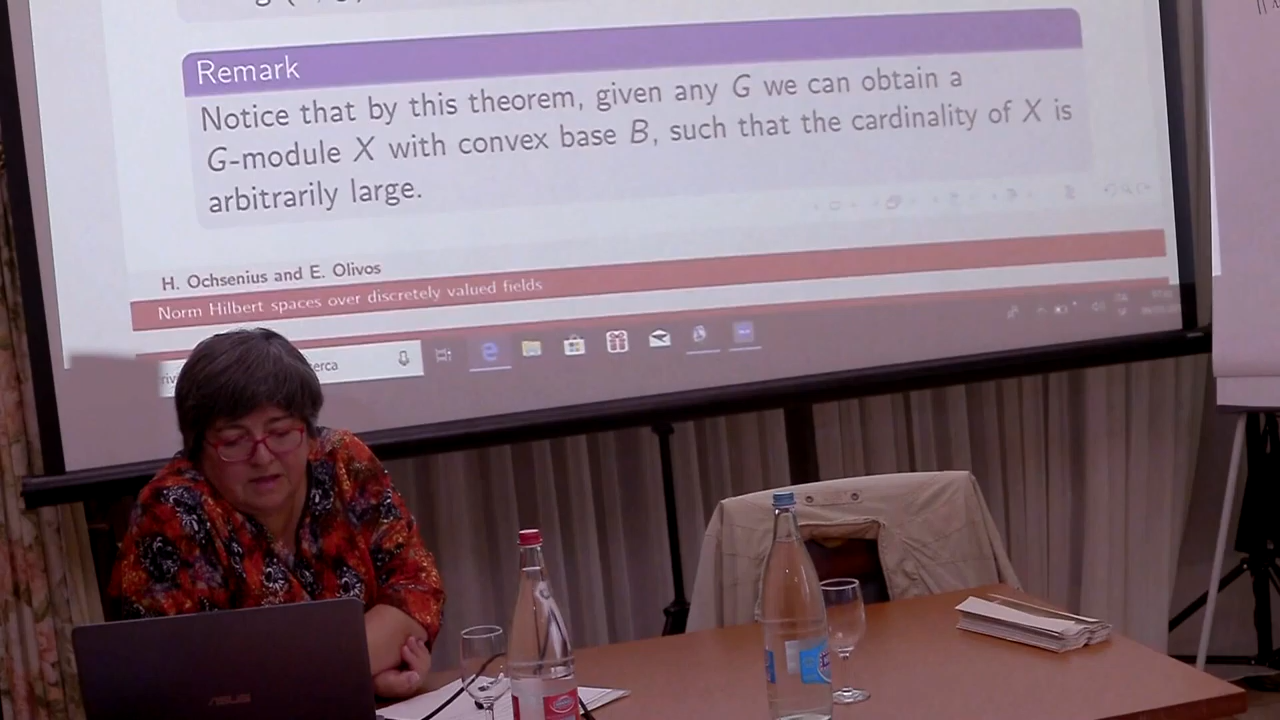 Remark
Notice that by this theorem, given any G we can obtain a
G-module X with convex base B, such that the cardinality of X is
arbitrarily large.
H. Ochsenius and E. Olivos
Norm Hilbert spaces over discretely valued fields
erca
ASUS